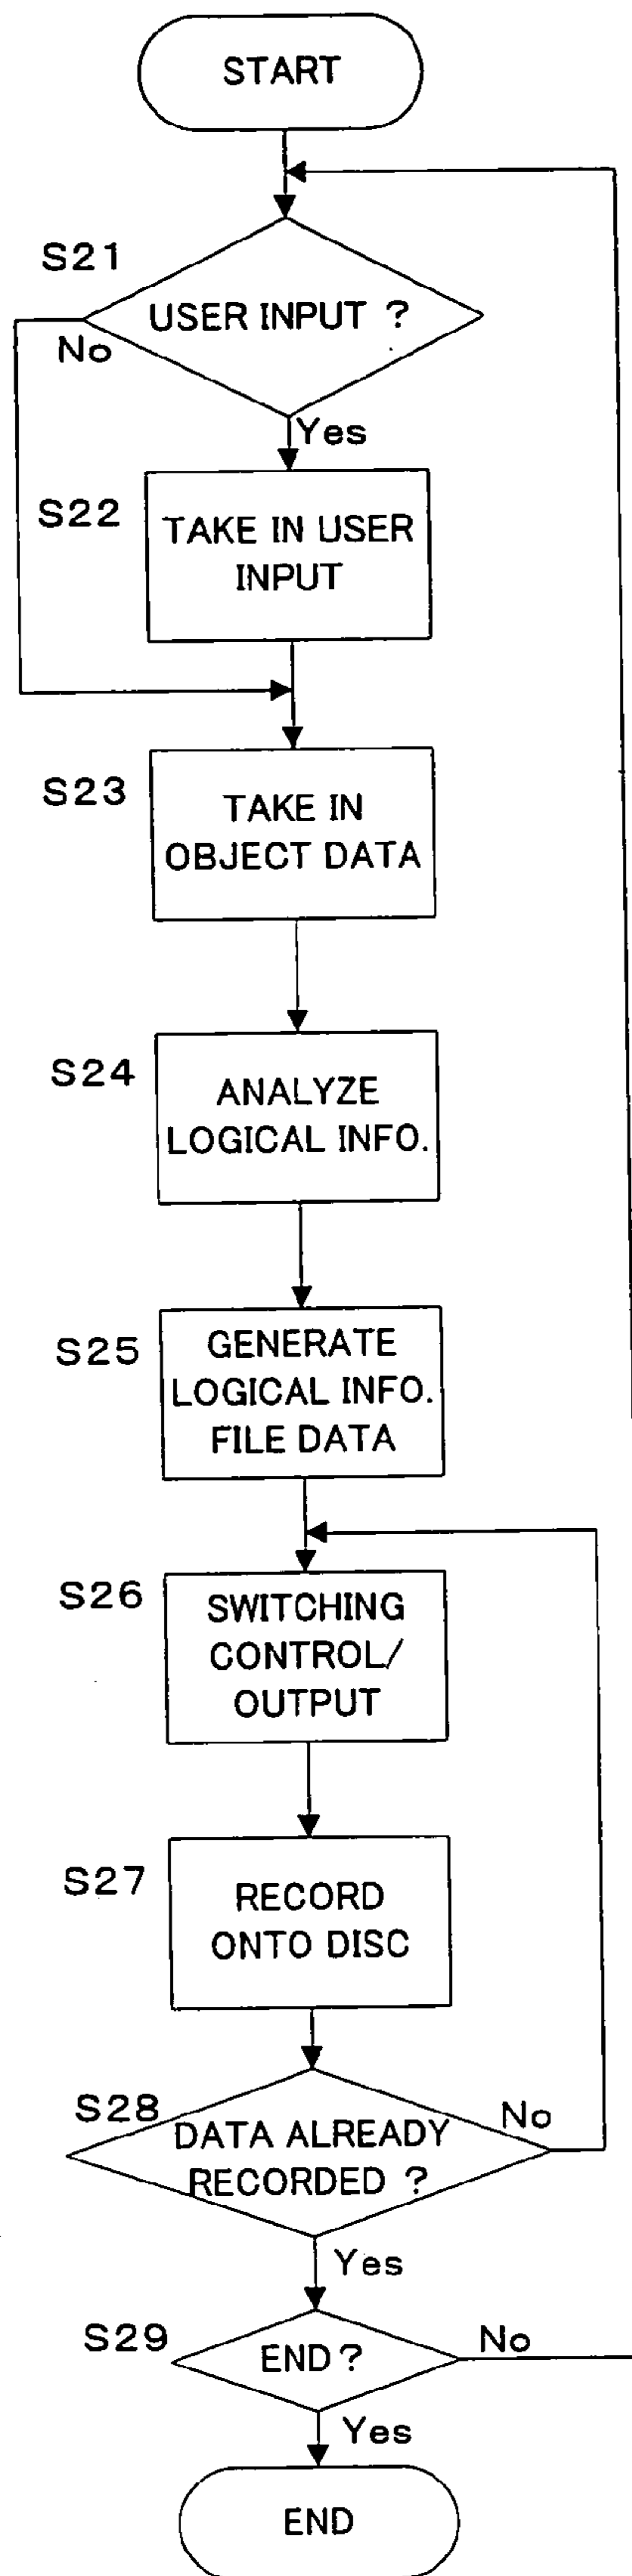 START
S21
USER INPUT ?
No
Yes
S22
TAKE IN USER
INPUT
S23
TAKE IN
OBJECT DATA
S24
ANALYZE
LOGICAL INFO.
S25
GENERATE
LOGICAL INFO.
FILE DATA
S26
SWITCHING
CONTROL/
OUTPUT
S27
RECORD
ONTO DISC
S28
No
DATA ALREADY
RECORDED ?
Yes
S29
END ?
No
Yes
END